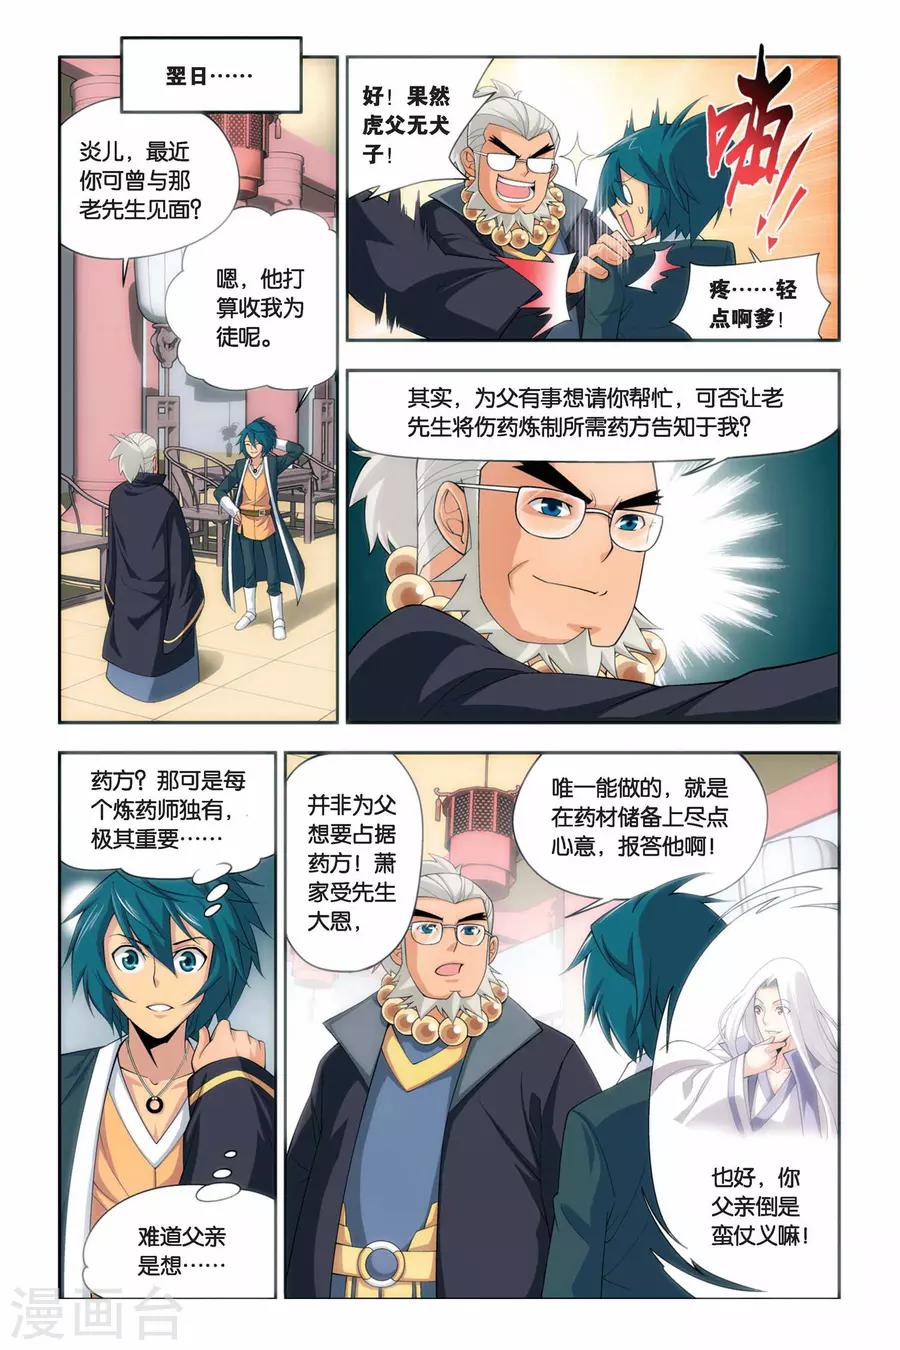 翌日……
炎儿，最近
你可曾与那
老先生见面？
嗯，他打
算收我为
徒呢。
好！果然
虎父无犬
子！
啪!!
疼……轻
点啊爹！
其实，为父有事想请你帮忙，可否让老
先生将伤药炼制所需药方告知于我？
药方？那可是每
个炼药师独有，
极其重要……
难道父亲
是想……
并非为父
想要占据
药方！萧
家受先生
大恩，
唯一能做的，就是
在药材储备上尽点
心意，报答他啊！
也好，你
父亲倒是
蛮仗义嘛！
漫画台